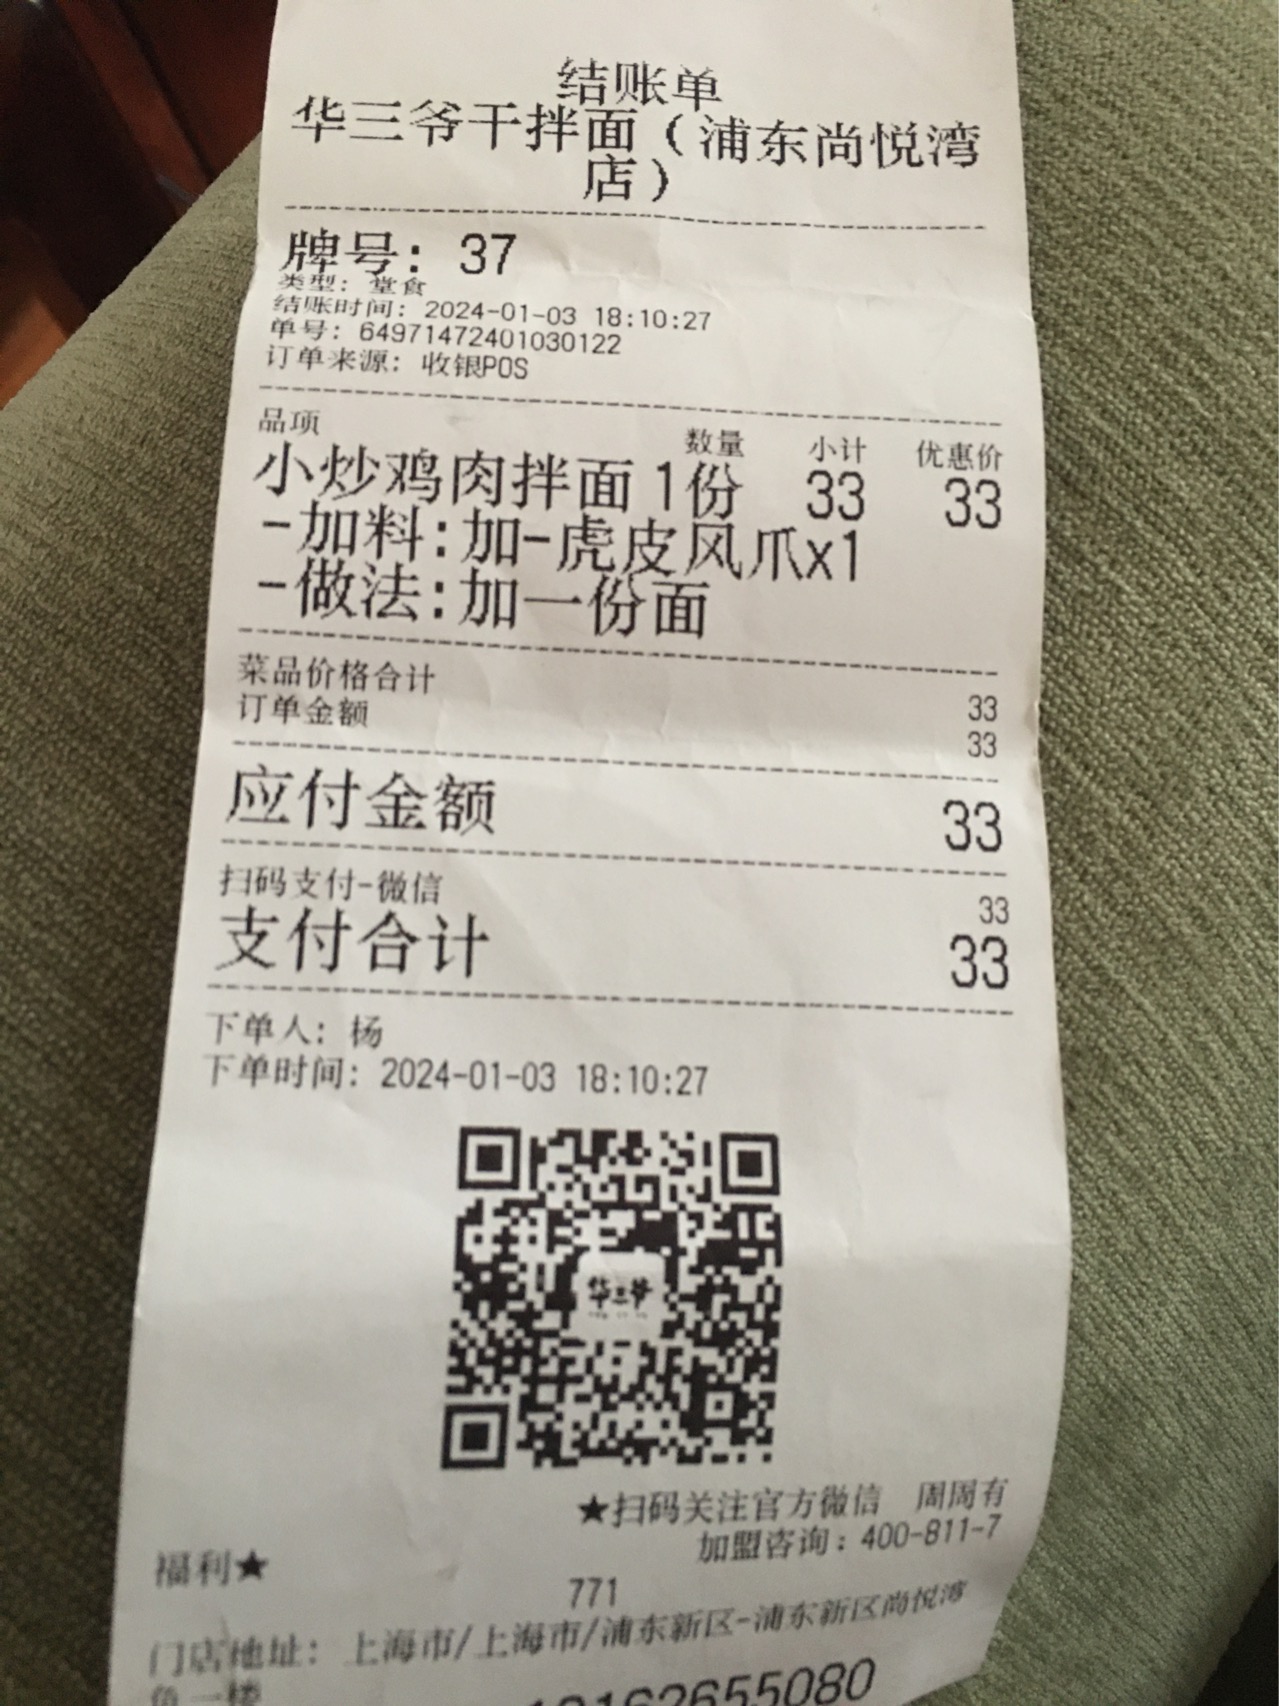 结账单
华三爷干拌面（浦东尚悦湾
店）
牌号: 37
类型: 堂食
结账时间: 2024-01-03 18:10:27
单号: 649714724010301​22
订单来源: 收银POS
品项 数量 小计 优惠价
小炒鸡肉拌面 1份 33 33
-加料:加-虎皮风爪x1
-做法:加一份面
菜品价格合计 33
订单金额 33
应付金额 33
扫码支付-微信 33
支付合计 33
下单人: 杨
下单时间: 2024-01-03 18:10:27
华三爷
★扫码关注官方微信 周周有
福利★
加盟咨询: 400-811-7
771
门店地址: 上海市/上海市/浦东新区-浦东新区尚悦湾